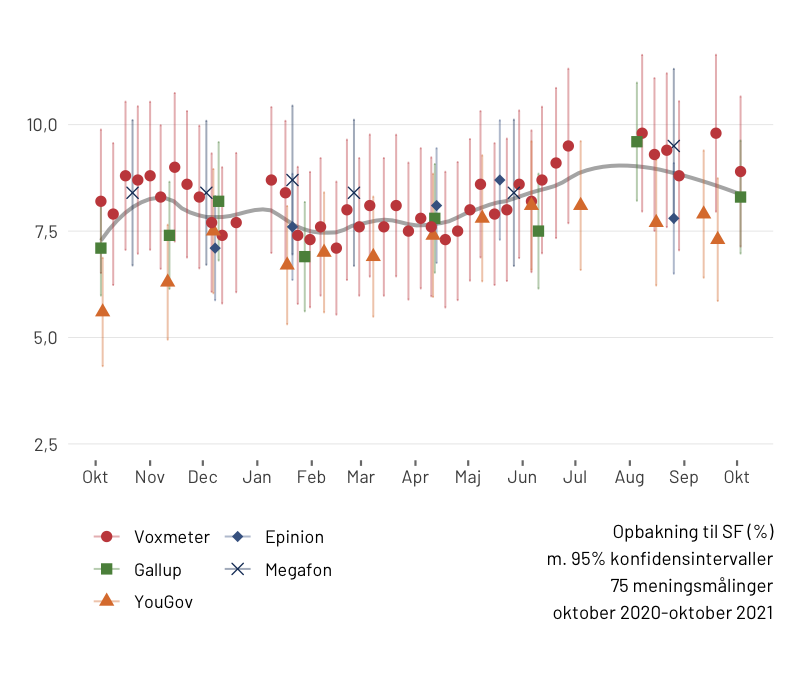 10,0
7,5
5,0
2,5
Okt Nov Dec Jan Feb Mar Apr Maj Jun Jul Aug Sep Okt
Voxmeter Epinion
Gallup Megafon
YouGov
Opbakning til SF (%)
m. 95% konfidensintervaller
75 meningsmålinger
oktober 2020-oktober 2021